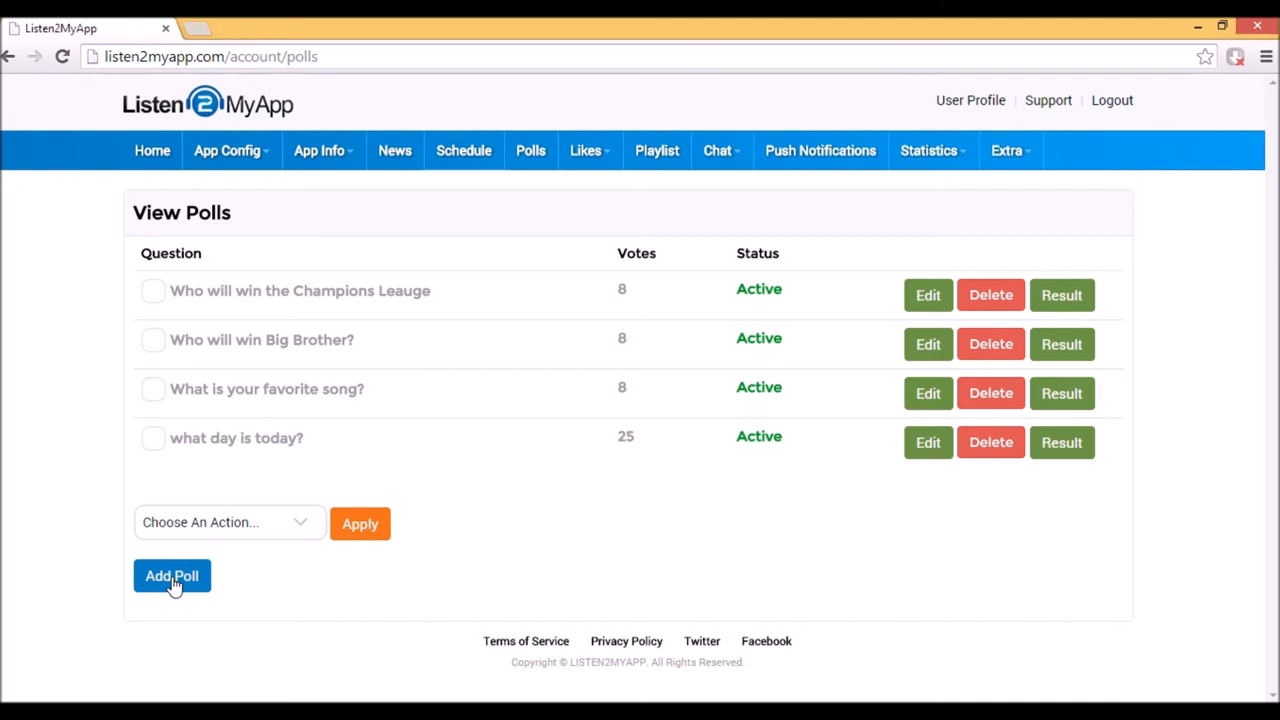 Listen2MyApp
listen2myapp.com/account/polls
Listen 2 MyApp
User Profile | Support | Logout
Home App Config App Info News Schedule Polls Likes Playlist Chat Push Notifications Statistics Extra
View Polls
Question Votes Status
Who will win the Champions Leauge 8 Active Edit Delete Result
Who will win Big Brother? 8 Active Edit Delete Result
What is your favorite song? 8 Active Edit Delete Result
what day is today? 25 Active Edit Delete Result
Choose An Action... Apply
Add Poll
Terms of Service Privacy Policy Twitter Facebook
Copyright © LISTEN2MYAPP. All Rights Reserved.